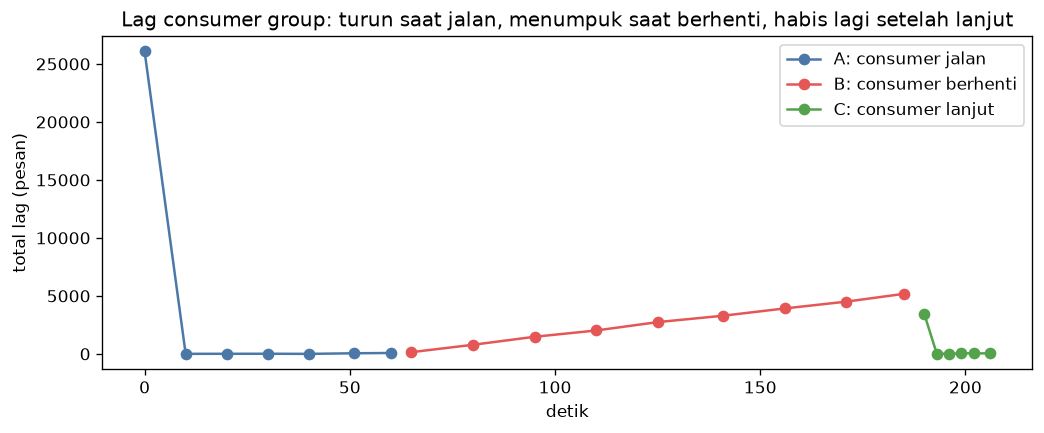 Lag consumer group: turun saat jalan, menumpuk saat berhenti, habis lagi setelah lanjut
A: consumer jalan
B: consumer berhenti
C: consumer lanjut
total lag (pesan)
25000
20000
15000
10000
5000
0
0 50 100 150 200
detik